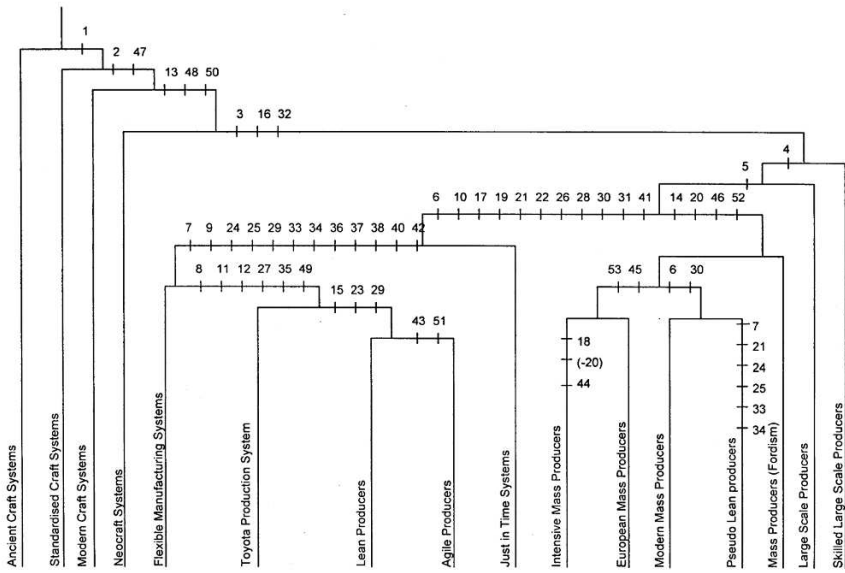 1
2 47
13 48 50
3 16 32
4
5
6 10 17 19 21 22 26 28 30 31 41 14 20 46 52
7 9 24 25 29 33 34 36 37 38 40 42
8 11 12 27 35 49
53 45 6 30
15 23 29
43 51
7
18
21
(-20)
24
44
25
33
34
Ancient Craft Systems
Standardised Craft Systems
Modern Craft Systems
Neocraft Systems
Flexible Manufacturing Systems
Toyota Production System
Lean Producers
Agile Producers
Just in Time Systems
Intensive Mass Producers
European Mass Producers
Modern Mass Producers
Pseudo Lean producers
Mass Producers (Fordism)
Large Scale Producers
Skilled Large Scale Producers